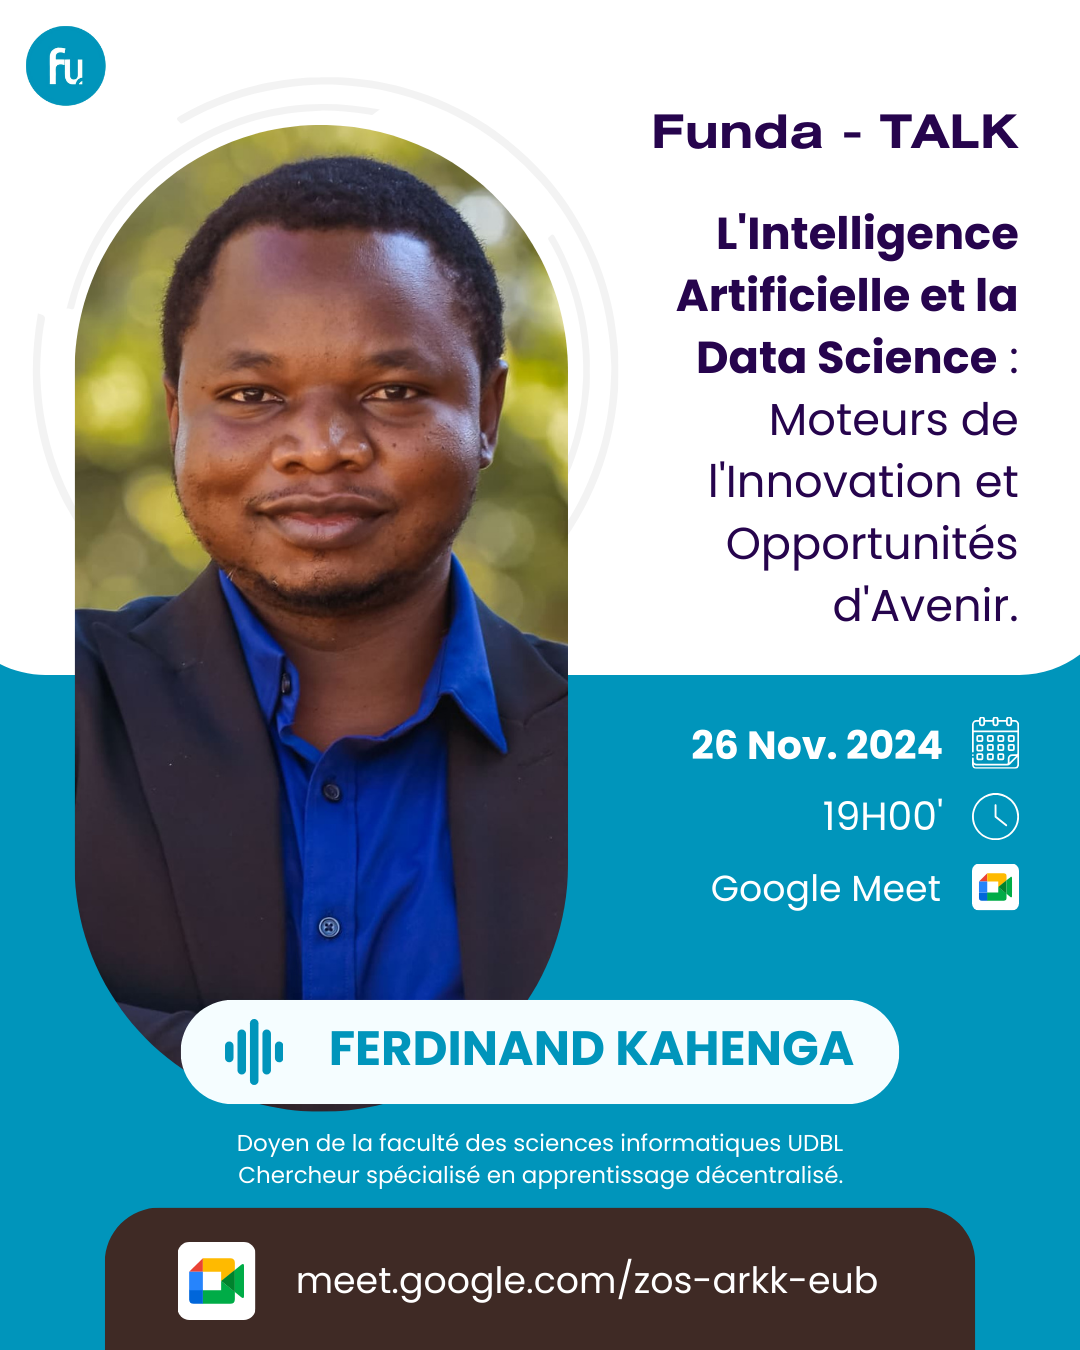 fu
Funda - TALK
L'Intelligence
Artificielle et la
Data Science :
Moteurs de
l'Innovation et
Opportunités
d'Avenir.
26 Nov. 2024
19H00'
Google Meet
FERDINAND KAHENGA
Doyen de la faculté des sciences informatiques UDBL
Chercheur spécialisé en apprentissage décentralisé.
meet.google.com/zos-arkk-eub